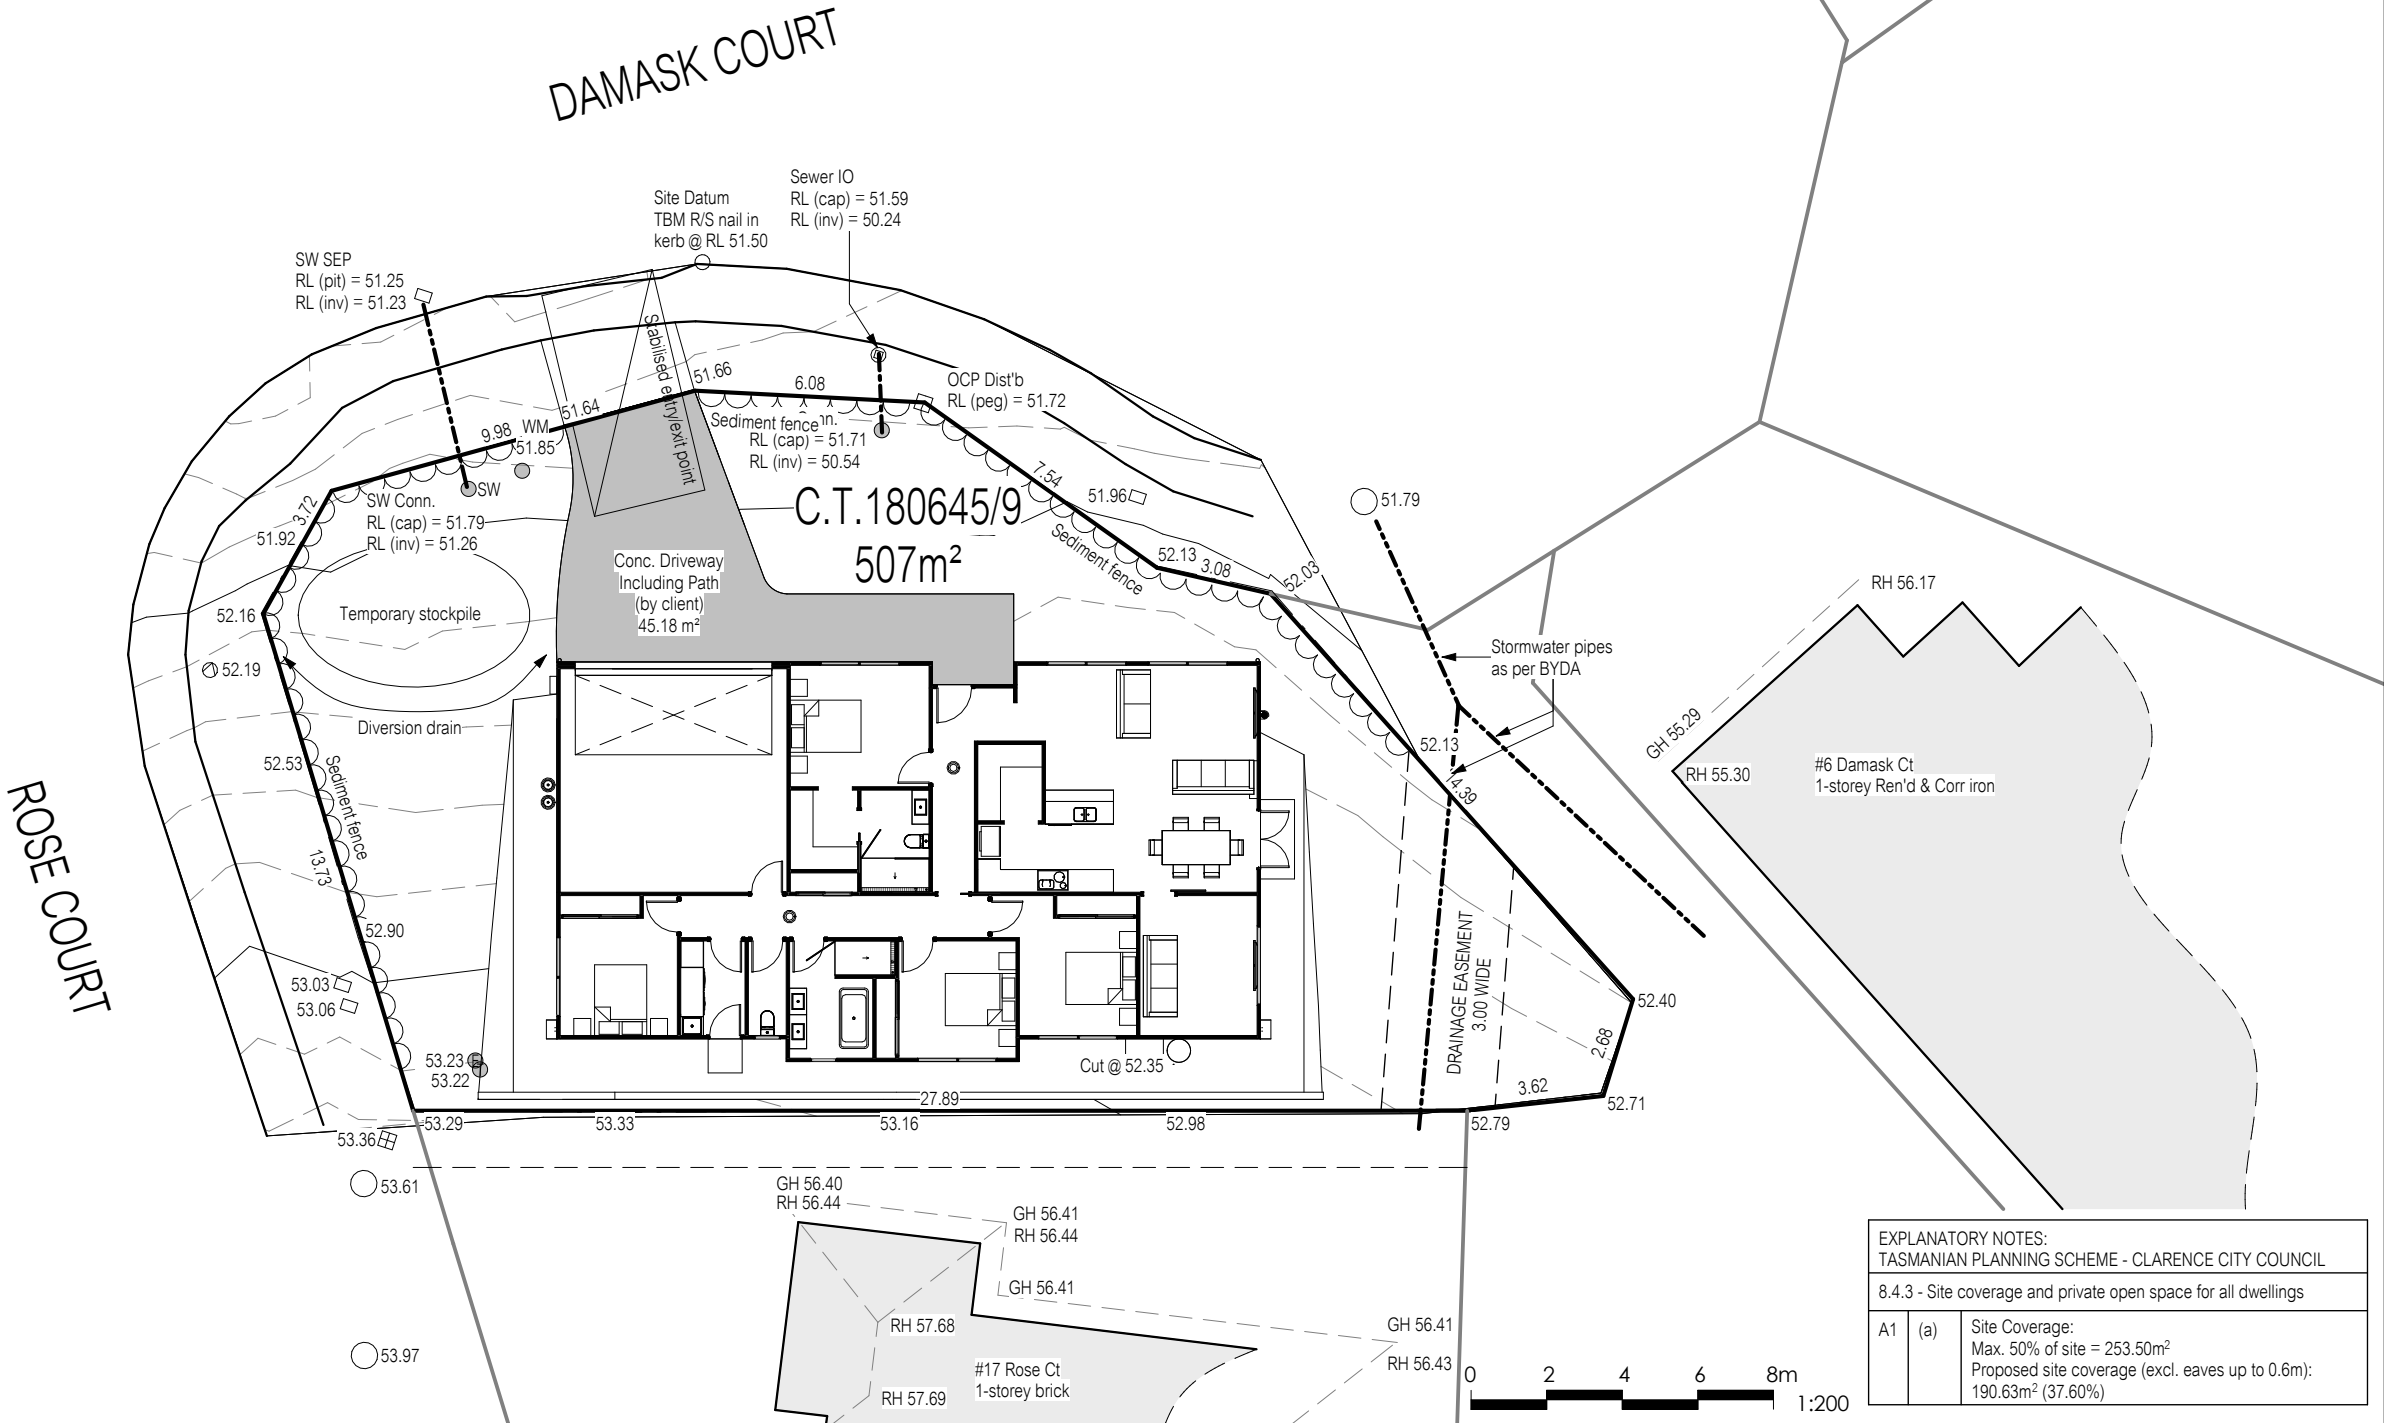 DAMASK COURT
Site Datum
TBM R/S nail in
kerb @ RL 51.50
Sewer IO
RL (cap) = 51.59
RL (inv) = 50.24
SW SEP
RL (pit) = 51.25
RL (inv) = 51.23
Stabilised entry/exit point
51.66
6.08
OCP Dist'b
RL (peg) = 51.72
51.64
9.98
WM
51.85
Sediment fence
RL (cap) = 51.71
RL (inv) = 50.54
SW
SW Conn.
RL (cap) = 51.79
RL (inv) = 51.26
3.72
51.92
7.54
51.96
51.79
C.T.180645/9
507m²
Sediment fence
52.13
3.08
52.03
Conc. Driveway
Including Path
(by client)
45.18 m²
Temporary stockpile
52.16
52.19
Diversion drain
RH 56.17
Stormwater pipes
as per BYDA
GH 55.29
RH 55.30
#6 Damask Ct
1-storey Ren'd & Corr iron
52.13
14.39
52.53
Sediment fence
ROSE COURT
13.73
52.90
53.03
53.06
DRAINAGE EASEMENT
3.00 WIDE
52.40
2.68
53.23
E
53.22
Cut @ 52.35
27.89
3.62
52.71
53.29
53.33
53.16
52.98
52.79
53.36
53.61
GH 56.40
RH 56.44
GH 56.41
RH 56.44
GH 56.41
RH 57.68
GH 56.41
RH 56.43
53.97
#17 Rose Ct
1-storey brick
RH 57.69
0 2 4 6 8m
1:200
EXPLANATORY NOTES:
TASMANIAN PLANNING SCHEME - CLARENCE CITY COUNCIL
8.4.3 - Site coverage and private open space for all dwellings
A1 (a) Site Coverage:
Max. 50% of site = 253.50m²
Proposed site coverage (excl. eaves up to 0.6m):
190.63m² (37.60%)